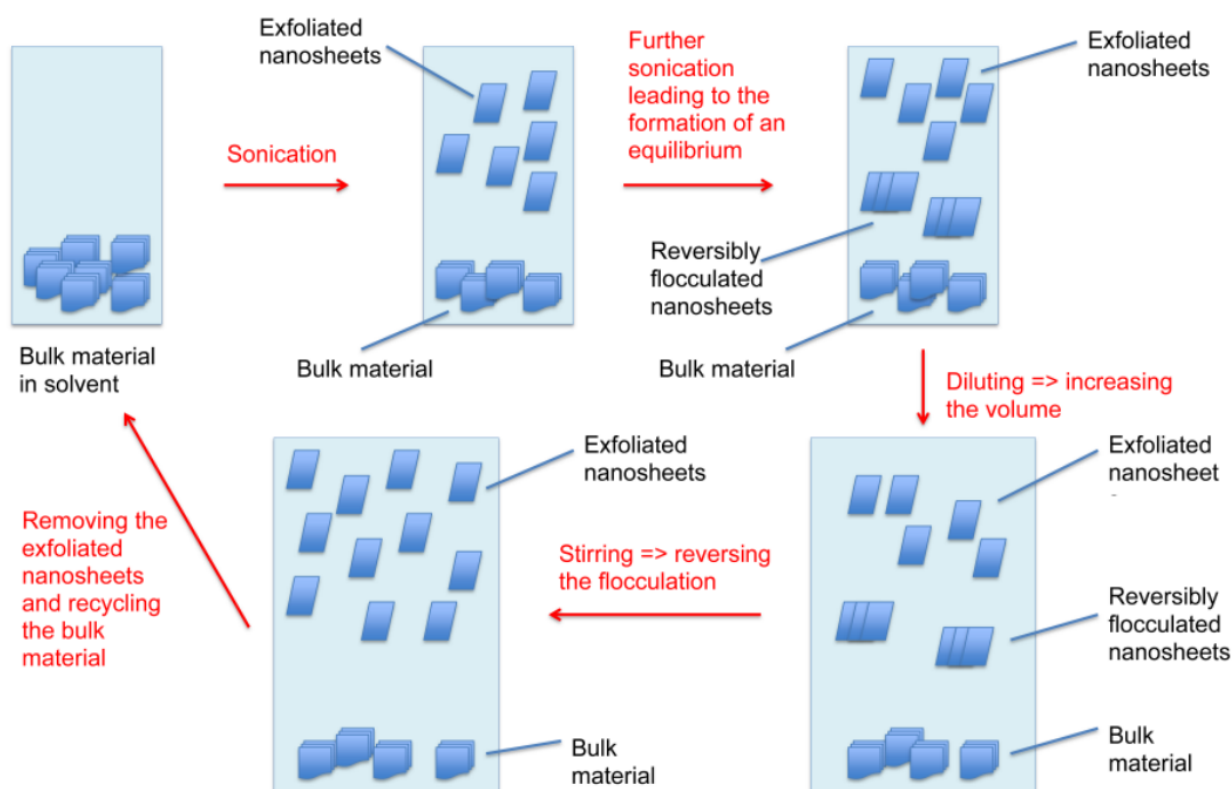 Exfoliated
nanosheets
Sonication
Bulk material
in solvent
Bulk material
Further
sonication
leading to the
formation of an
equilibrium
Exfoliated
nanosheets
Reversibly
flocculated
nanosheets
Bulk material
Diluting => increasing
the volume
Exfoliated
nanosheet
Reversibly
flocculated
nanosheets
Bulk
material
Stirring => reversing
the flocculation
Exfoliated
nanosheets
Bulk
material
Removing the
exfoliated
nanosheets
and recycling
the bulk
material